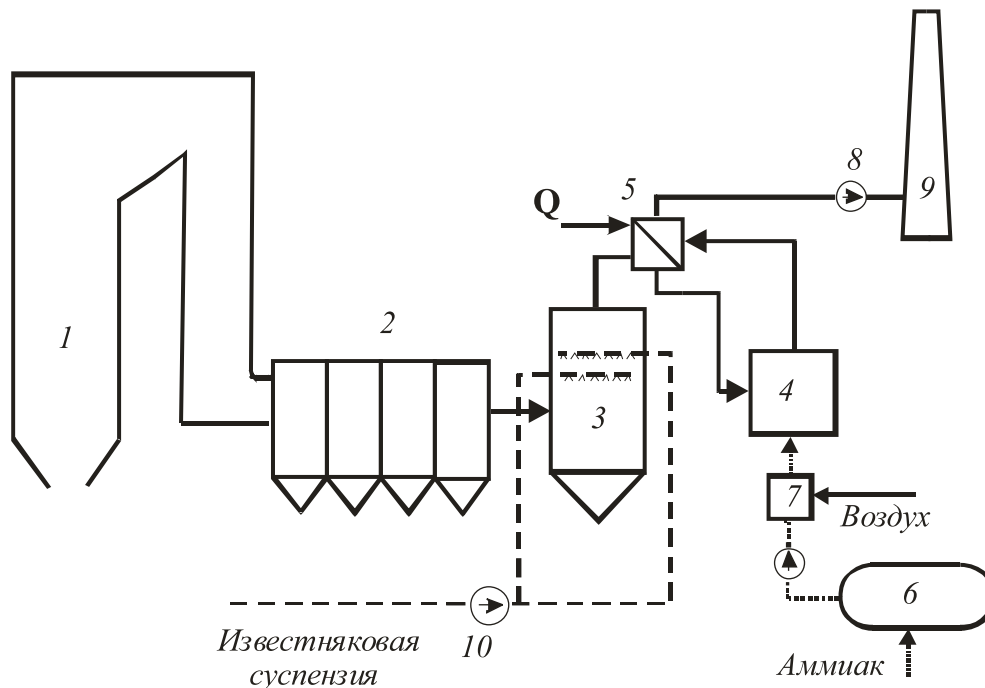 8
5
9
Q
2
1
4
3
7
Воздух
6
Известняковая
суспензия
10
Аммиак